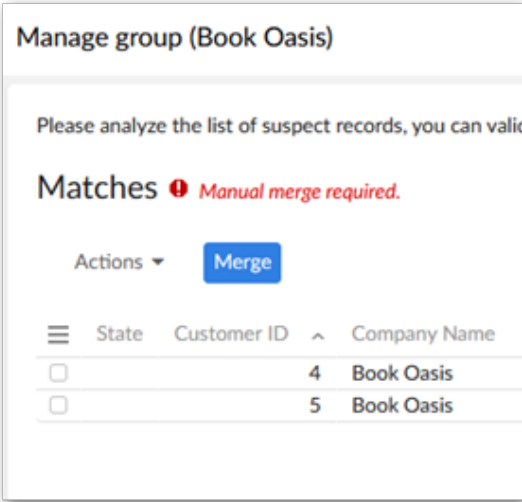 Manage group (Book Oasis)
Please analyze the list of suspect records, you can
Matches Manual merge required.
Actions Merge
State Customer ID Company Name
4 Book Oasis
5 Book Oasis